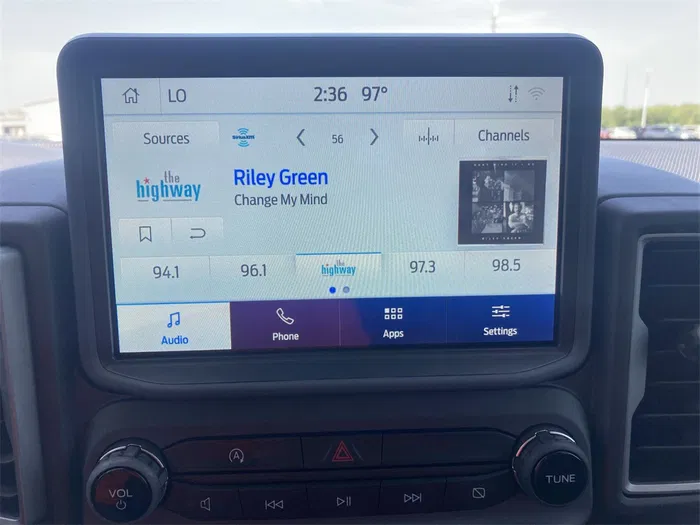 LO
2:36 97°
Sources
SiriusXM
56
Channels
the
highway
Riley Green
Change My Mind
RILEY GREEN
94.1
96.1
the
highway
97.3
98.5
Audio
Phone
Apps
Settings
A
VOL
TUNE